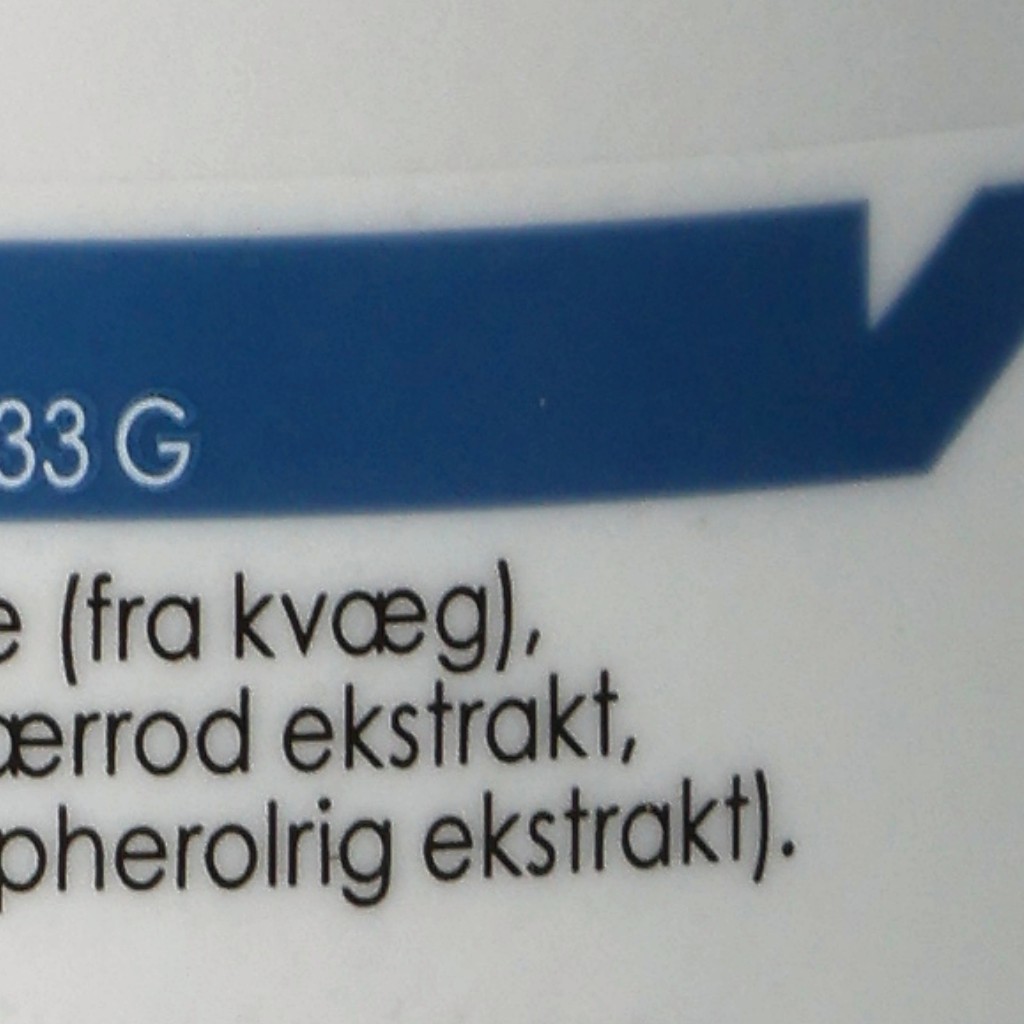 33 G
e (fra kvæg),
ærrod ekstrakt,
pherolrig ekstrakt).